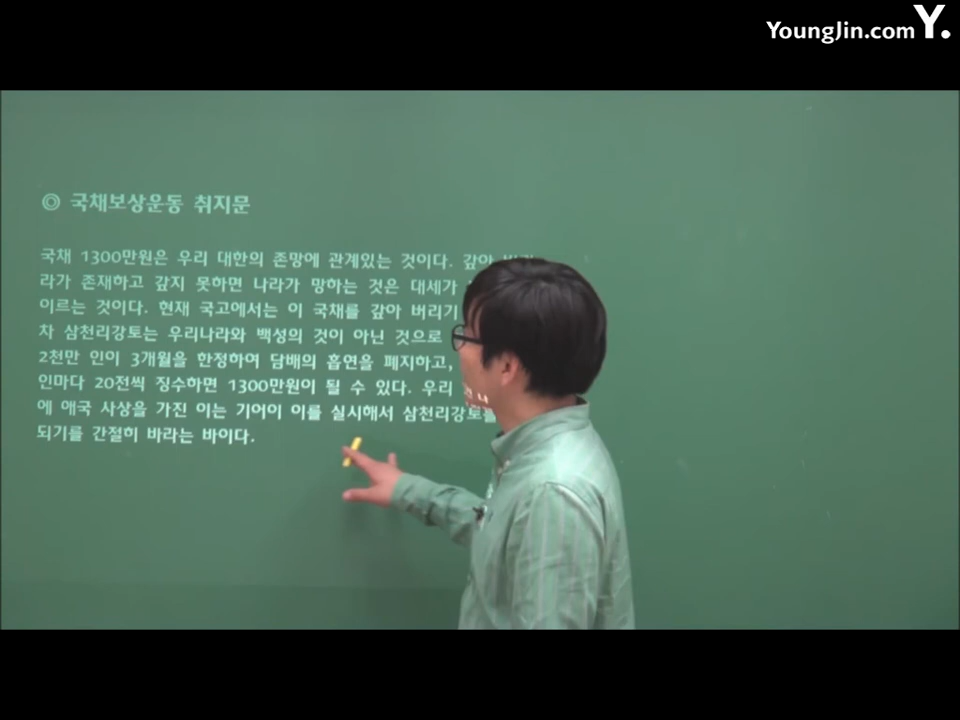 YoungJin.com Y.
◎ 국채보상운동 취지문
국채 1300만원은 우리 대한의 존망에 관계있는 것이다. 갚아
라가 존재하고 갚지 못하면 나라가 망하는 것은 대세가
이르는 것이다. 현재 국고에서는 이 국채를 갚아 버리기
차 삼천리강토는 우리나라와 백성의 것이 아닌 것으로
2천만 인이 3개월을 한정하여 담배의 흡연을 폐지하고,
인마다 20전씩 징수하면 1300만원이 될 수 있다. 우리
에 애국 사상을 가진 이는 기어이 이를 실시해서 삼천리강토를
되기를 간절히 바라는 바이다.